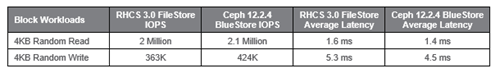 Block Workloads RHCS 3.0 FileStore IOPS Ceph 12.2.4 BlueStore IOPS RHCS 3.0 FileStore Average Latency Ceph 12.2.4 BlueStore Average Latency
4KB Random Read 2 Million 2.1 Million 1.6 ms 1.4 ms
4KB Random Write 363K 424K 5.3 ms 4.5 ms